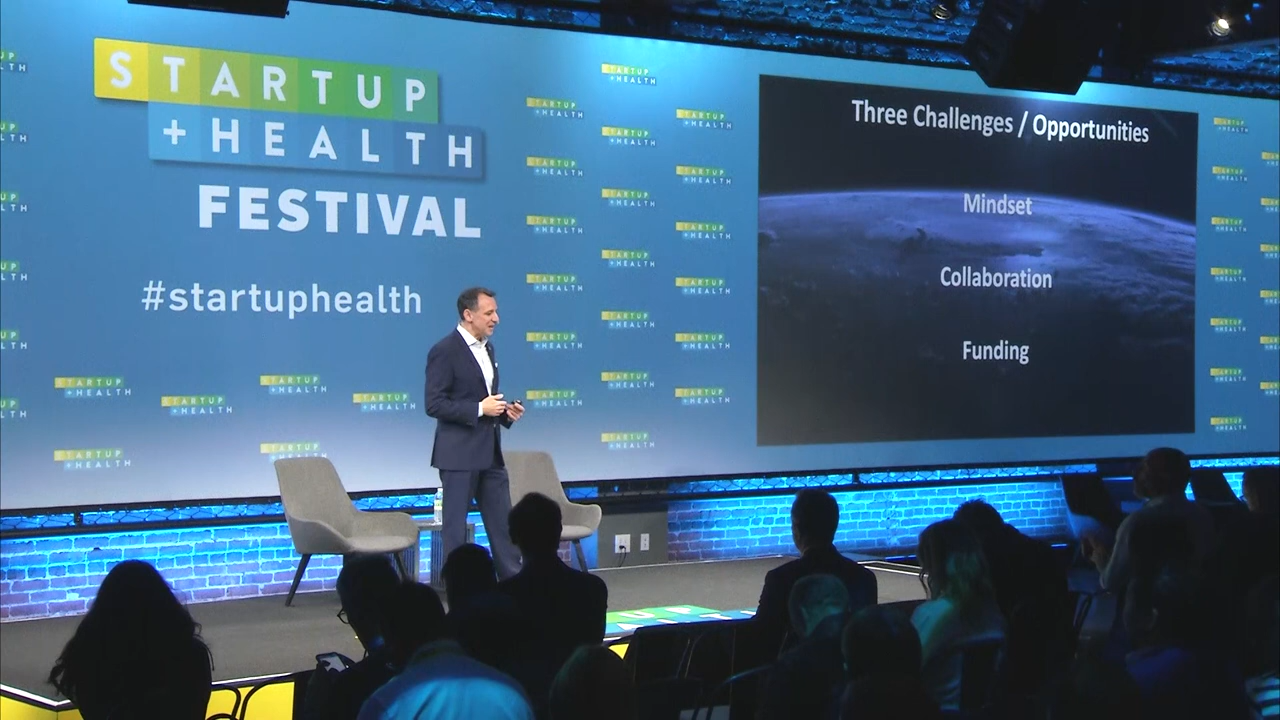 STARTUP
+HEALTH
FESTIVAL
#startuphealth
Three Challenges / Opportunities
Mindset
Collaboration
Funding